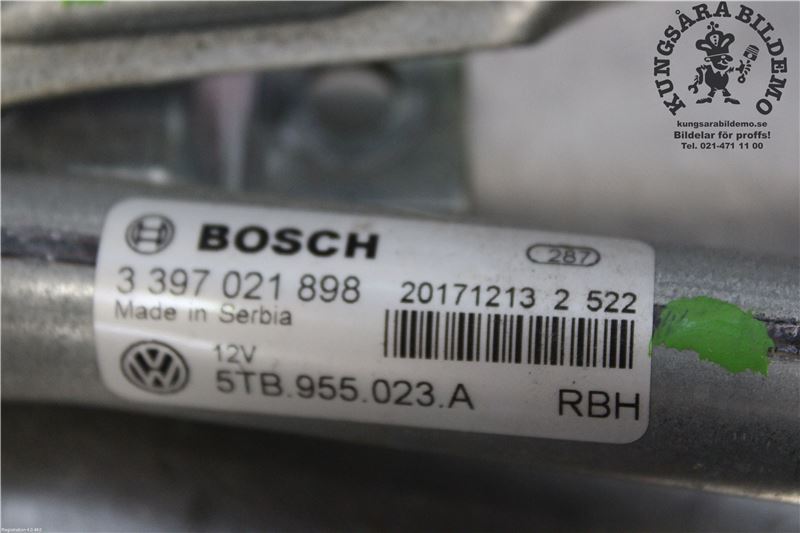 KUNGSÅRA BILDEMO
kungsarabildemo.se
Bildelar för proffs!
Tel. 021-471 11 00
BOSCH
287
3 397 021 898
20171213 2 522
Made in Serbia
12V
5TB.955.023.A
RBH